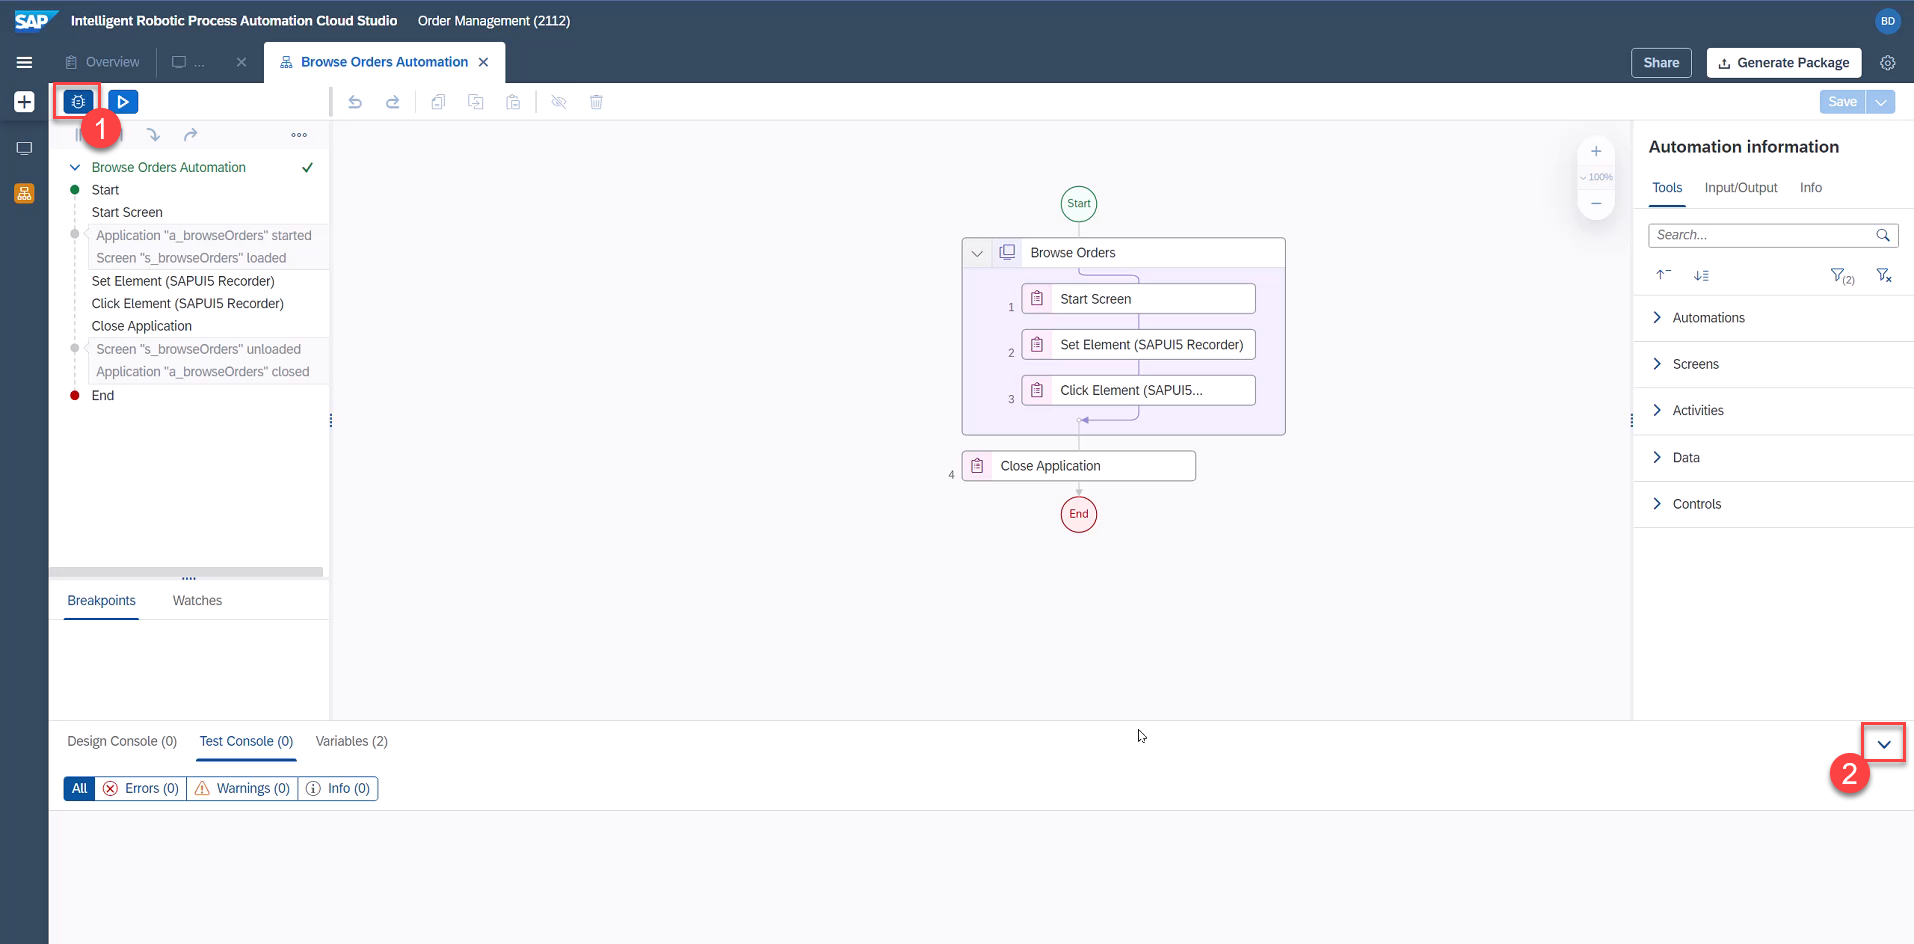 SAP Intelligent Robotic Process Automation Cloud Studio Order Management (2112) BD
Overview ... Browse Orders Automation Share Generate Package
1
Save
Browse Orders Automation
Start
Start Screen
Application "a_browseOrders" started
Screen "s_browseOrders" loaded
Set Element (SAPUI5 Recorder)
Click Element (SAPUI5 Recorder)
Close Application
Screen "s_browseOrders" unloaded
Application "a_browseOrders" closed
End
Breakpoints Watches
Start
Browse Orders
1 Start Screen
2 Set Element (SAPUI5 Recorder)
3 Click Element (SAPUI5...
4 Close Application
End
100%
Automation information
Tools Input/Output Info
Search...
(2)
Automations
Screens
Activities
Data
Controls
Design Console (0) Test Console (0) Variables (2)
2
All Errors (0) Warnings (0) Info (0)